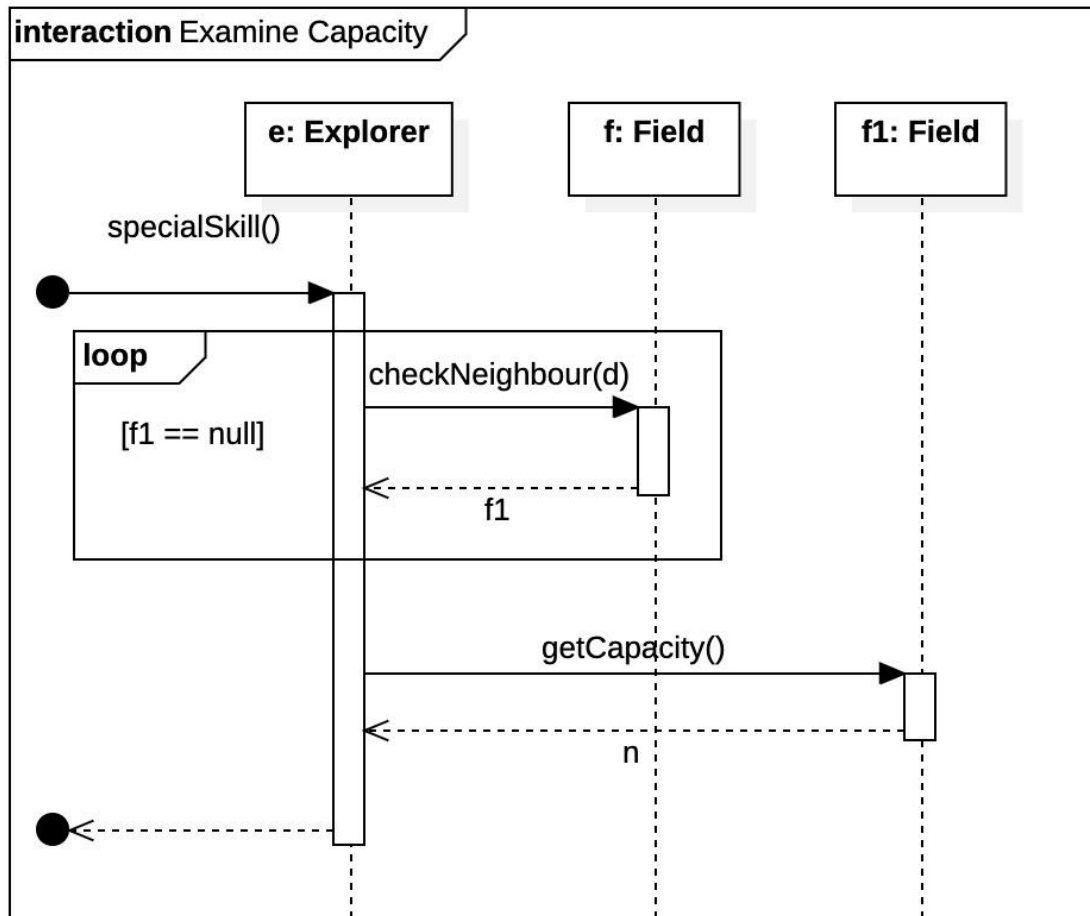 interaction Examine Capacity
e: Explorer
f: Field
f1: Field
specialSkill()
loop
checkNeighbour(d)
[f1 == null]
f1
getCapacity()
n